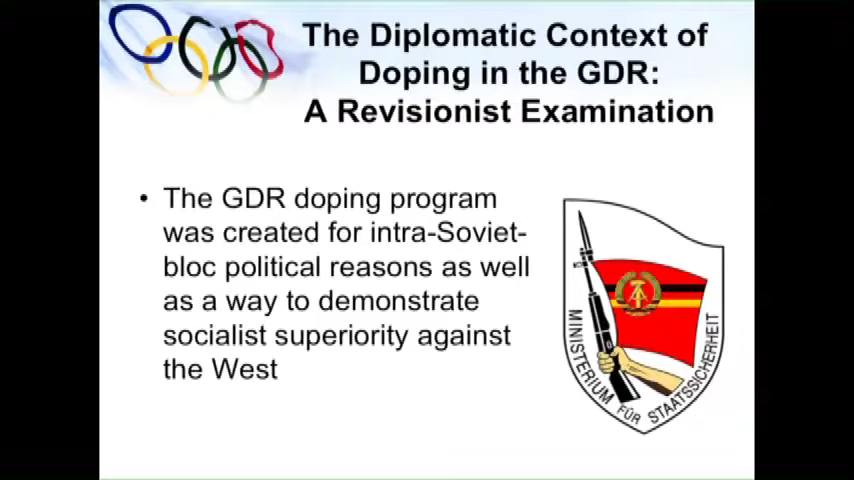 The Diplomatic Context of
Doping in the GDR:
A Revisionist Examination
• The GDR doping program
was created for intra-Soviet-
bloc political reasons as well
as a way to demonstrate
socialist superiority against
the West
MINISTERIUM FÜR STAATSSICHERHEIT